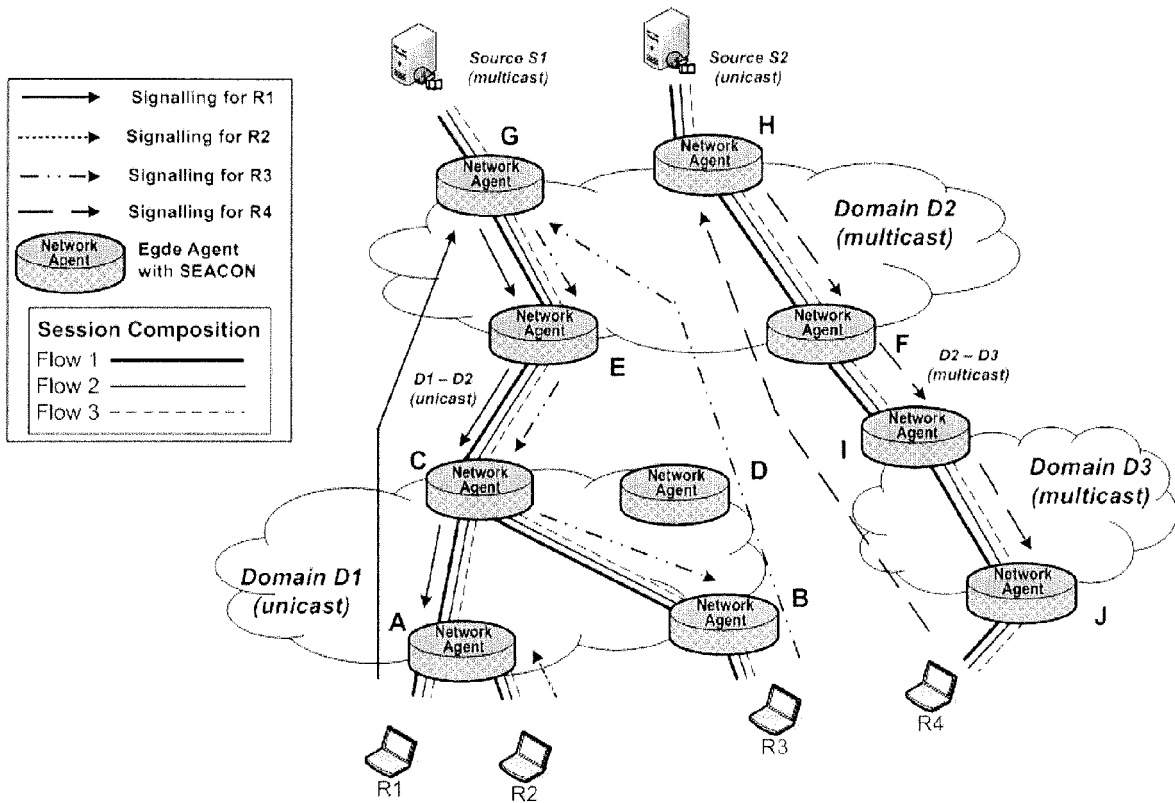 Source S1
(multicast)
Source S2
(unicast)
Signalling for R1
Signalling for R2
Signalling for R3
Signalling for R4
Network
Agent
Egde Agent
with SEACON
Session Composition
Flow 1
Flow 2
Flow 3
G
Network
Agent
H
Network
Agent
Domain D2
(multicast)
Network
Agent
E
Network
Agent
F
D1 – D2
(unicast)
D2 – D3
(multicast)
C
Network
Agent
D
Network
Agent
I
Network
Agent
Domain D3
(multicast)
Domain D1
(unicast)
A
Network
Agent
B
Network
Agent
Network
Agent
J
R1
R2
R3
R4